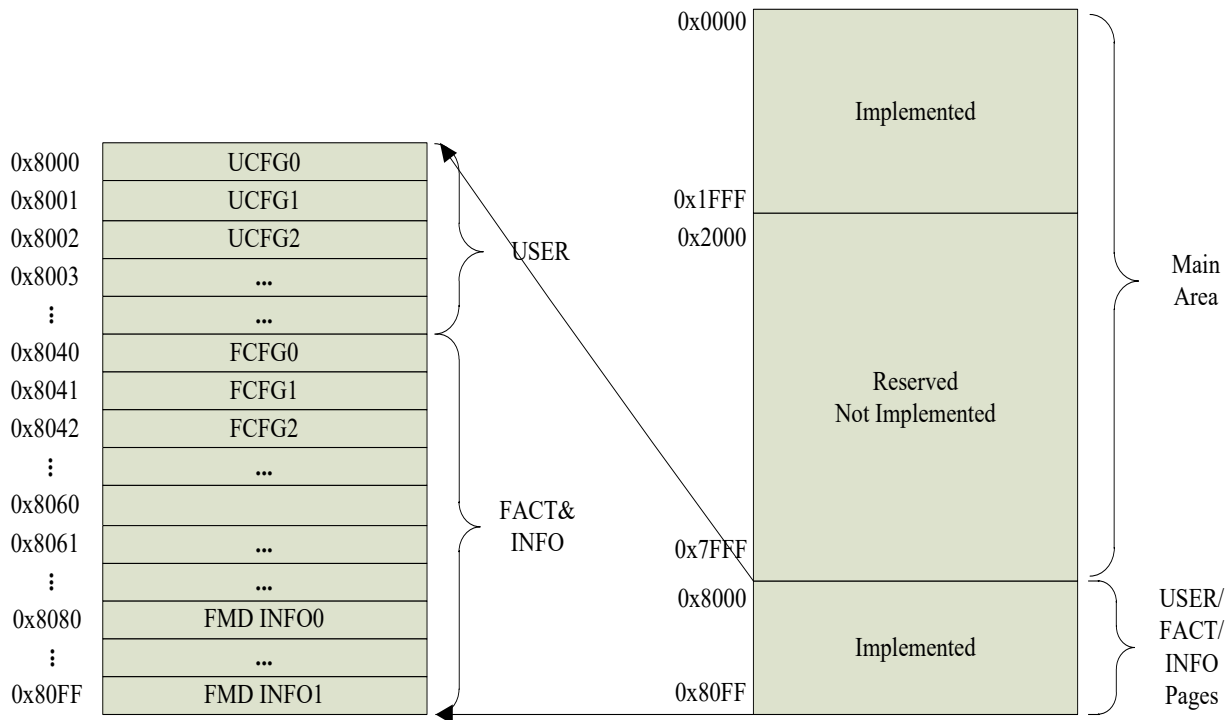 0x8000 UCFG0
0x8001 UCFG1
0x8002 UCFG2
0x8003 ...
⋮ ...
0x8040 FCFG0
0x8041 FCFG1
0x8042 FCFG2
⋮ ...
0x8060
0x8061 ...
⋮ ...
0x8080 FMD INFO0
⋮ ...
0x80FF FMD INFO1
USER
FACT&
INFO
0x0000
Implemented
0x1FFF
0x2000
Reserved
Not Implemented
0x7FFF
0x8000
Implemented
0x80FF
Main
Area
USER/
FACT/
INFO
Pages